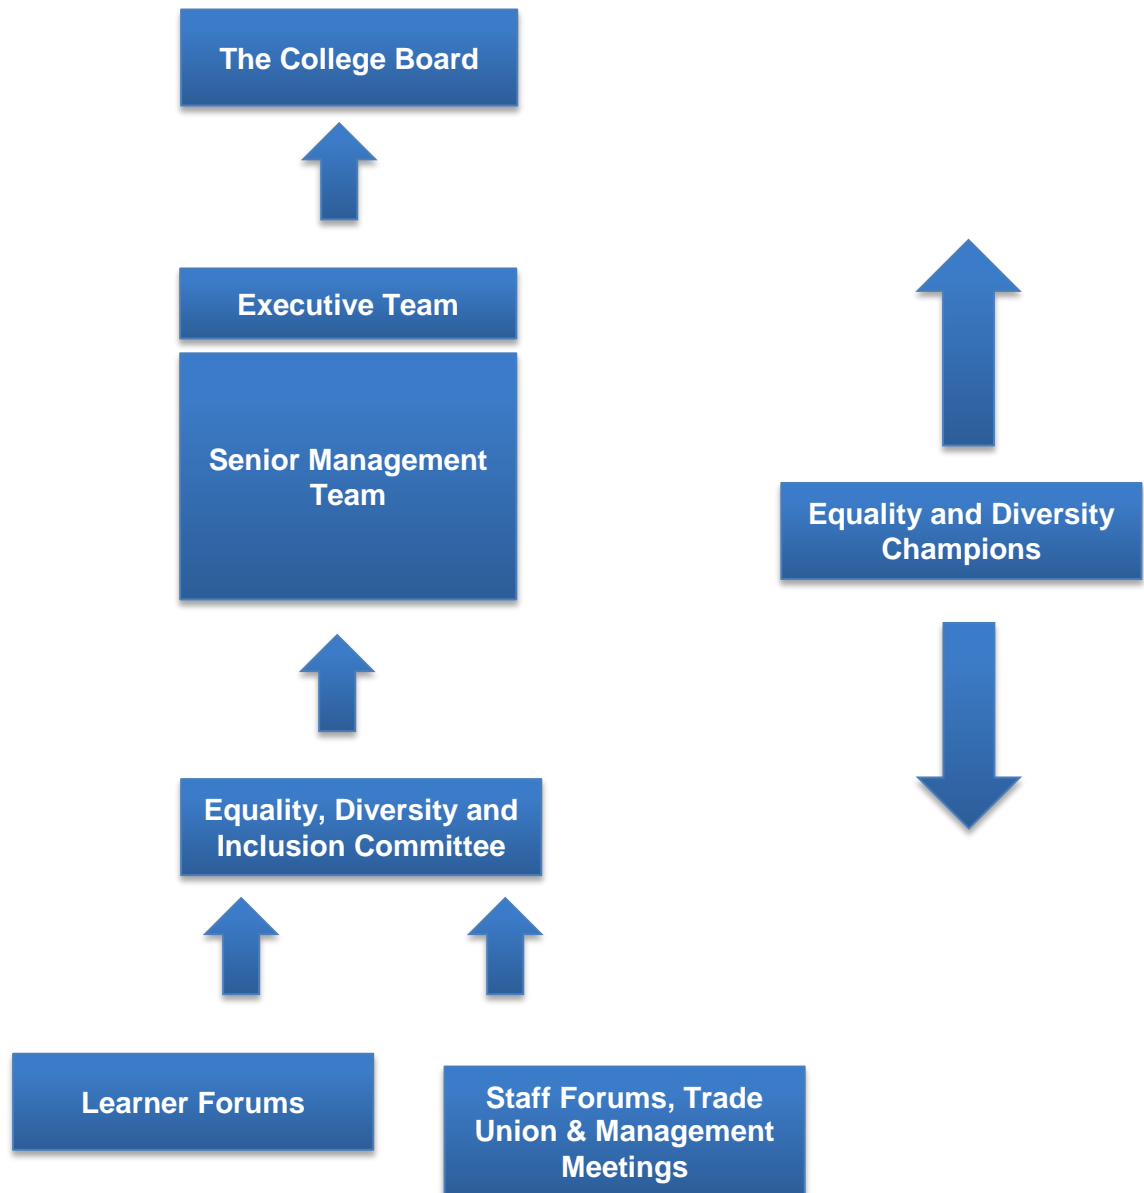 The College Board
Executive Team
Senior Management
Team
Equality and Diversity
Champions
Equality, Diversity and
Inclusion Committee
Learner Forums
Staff Forums, Trade
Union & Management
Meetings